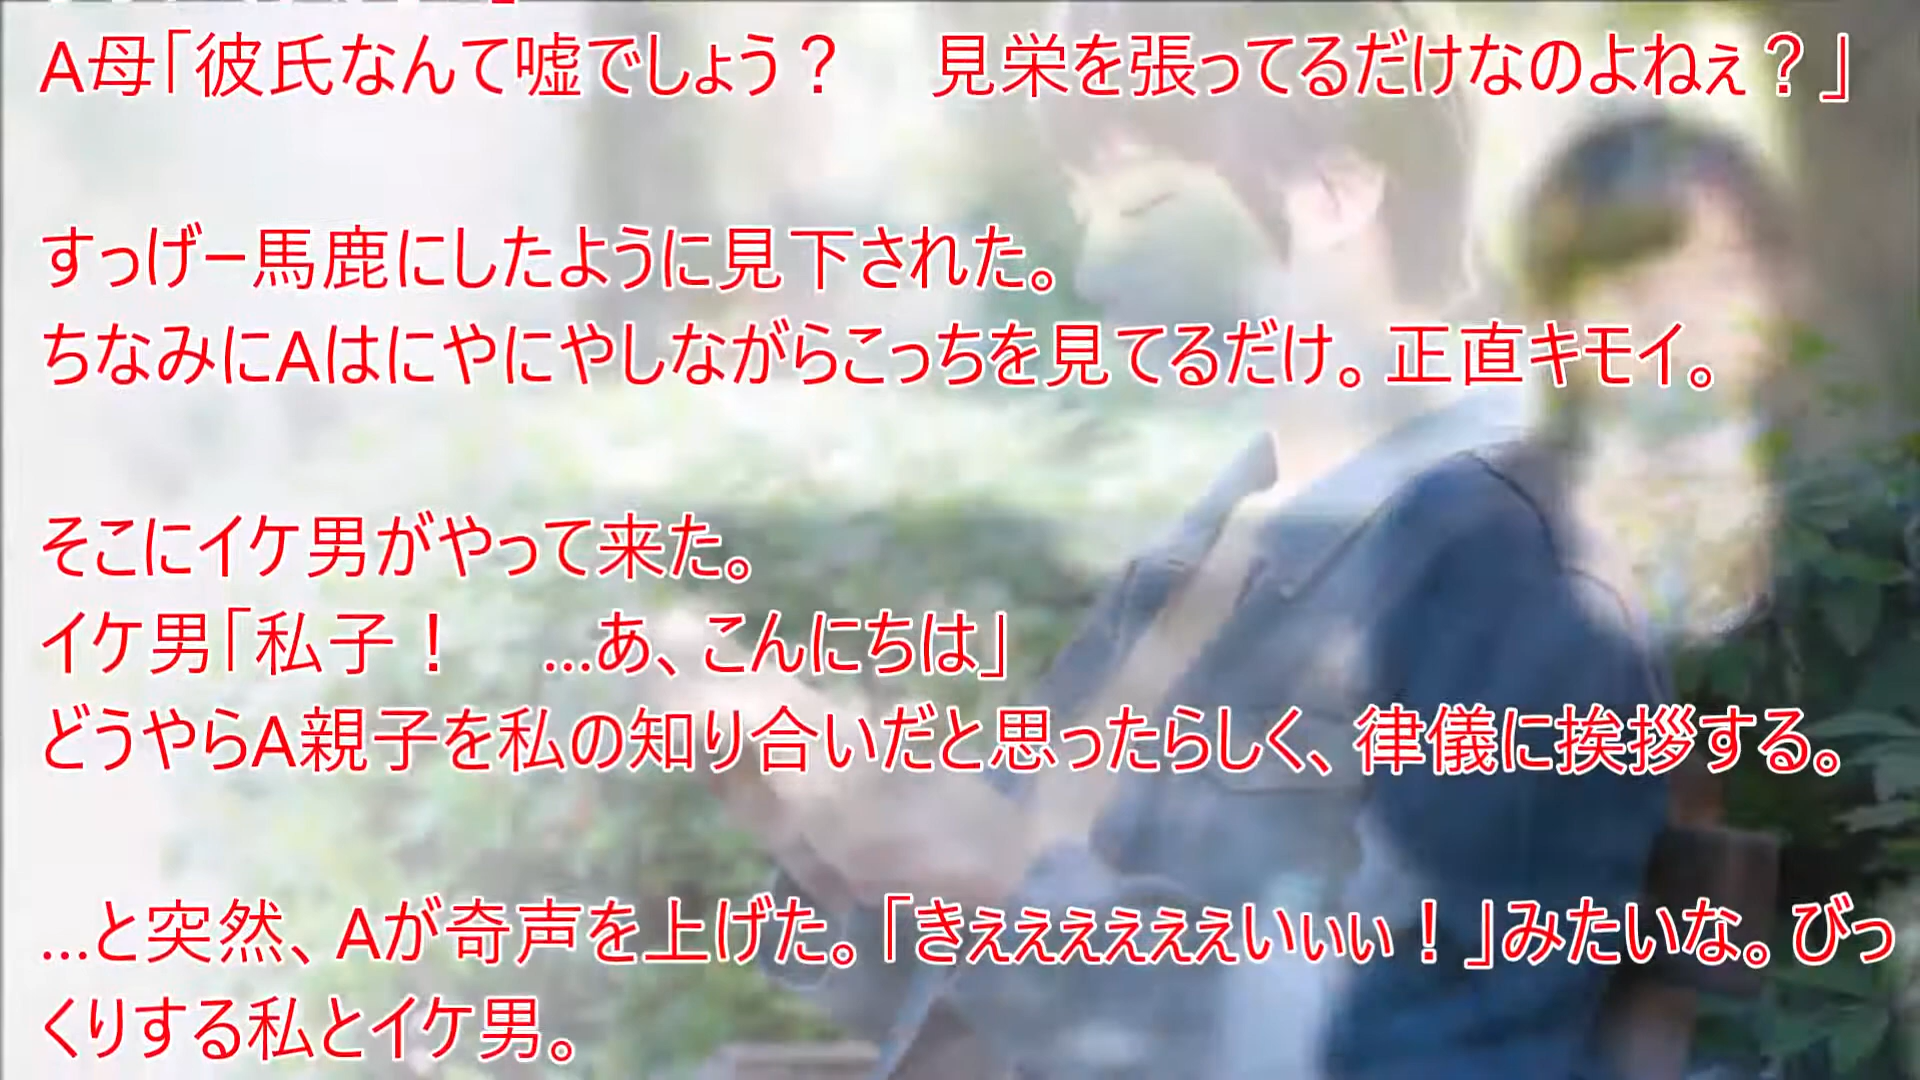 A母「彼氏なんて嘘でしょう？　見栄を張ってるだけなのよねぇ？」
すっげー馬鹿にしたように見下された。
ちなみにAはにやにやしながらこっちを見てるだけ。正直キモイ。
そこにイケ男がやって来た。
イケ男「私子！　…あ、こんにちは」
どうやらA親子を私の知り合いだと思ったらしく、律儀に挨拶する。
…と突然、Aが奇声を上げた。「きぇぇぇぇぇぇいぃぃ！」みたいな。びっ
くりする私とイケ男。